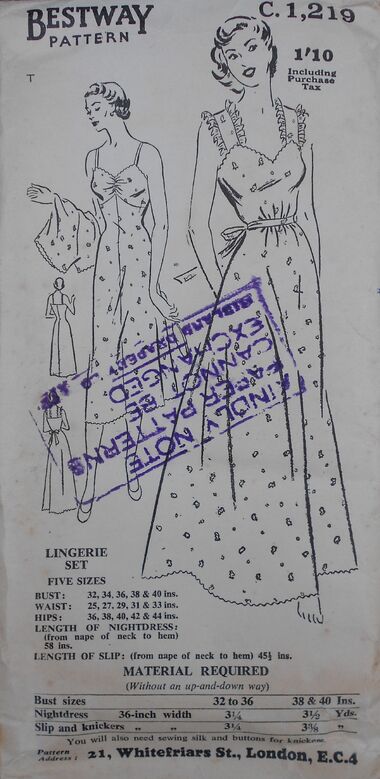 BESTWAY
PATTERN
C. 1,219
1'10
Including
Purchase
Tax
T
KINDLY NOTE
PAPER PATTERNS
CANNOT BE
EXCHANGED
LINGERIE
SET
FIVE SIZES
BUST: 32, 34, 36, 38 & 40 ins.
WAIST: 25, 27, 29, 31 & 33 ins.
HIPS: 36, 38, 40, 42 & 44 ins.
LENGTH OF NIGHTDRESS:
(from nape of neck to hem)
58 ins.
LENGTH OF SLIP: (from nape of neck to hem) 45½ ins.
MATERIAL REQUIRED
(Without an up-and-down way)
Bust sizes 32 to 36 38 & 40 Ins.
Nightdress 36-inch width 3¼ 3½ Yds.
Slip and knickers " " 3¼ 3⅜ "
You will also need sewing silk and buttons for knickers.
Pattern Address: 21, Whitefriars St., London, E.C.4